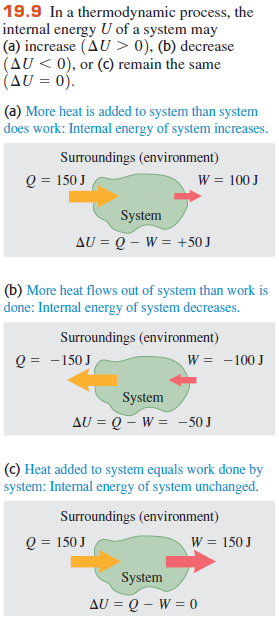 19.9 In a thermodynamic process, the
internal energy U of a system may
(a) increase (ΔU > 0), (b) decrease
(ΔU < 0), or (c) remain the same
(ΔU = 0).
(a) More heat is added to system than system
does work: Internal energy of system increases.
Surroundings (environment)
Q = 150 J
W = 100 J
System
ΔU = Q − W = +50 J
(b) More heat flows out of system than work is
done: Internal energy of system decreases.
Surroundings (environment)
Q = −150 J
W = −100 J
System
ΔU = Q − W = −50 J
(c) Heat added to system equals work done by
system: Internal energy of system unchanged.
Surroundings (environment)
Q = 150 J
W = 150 J
System
ΔU = Q − W = 0